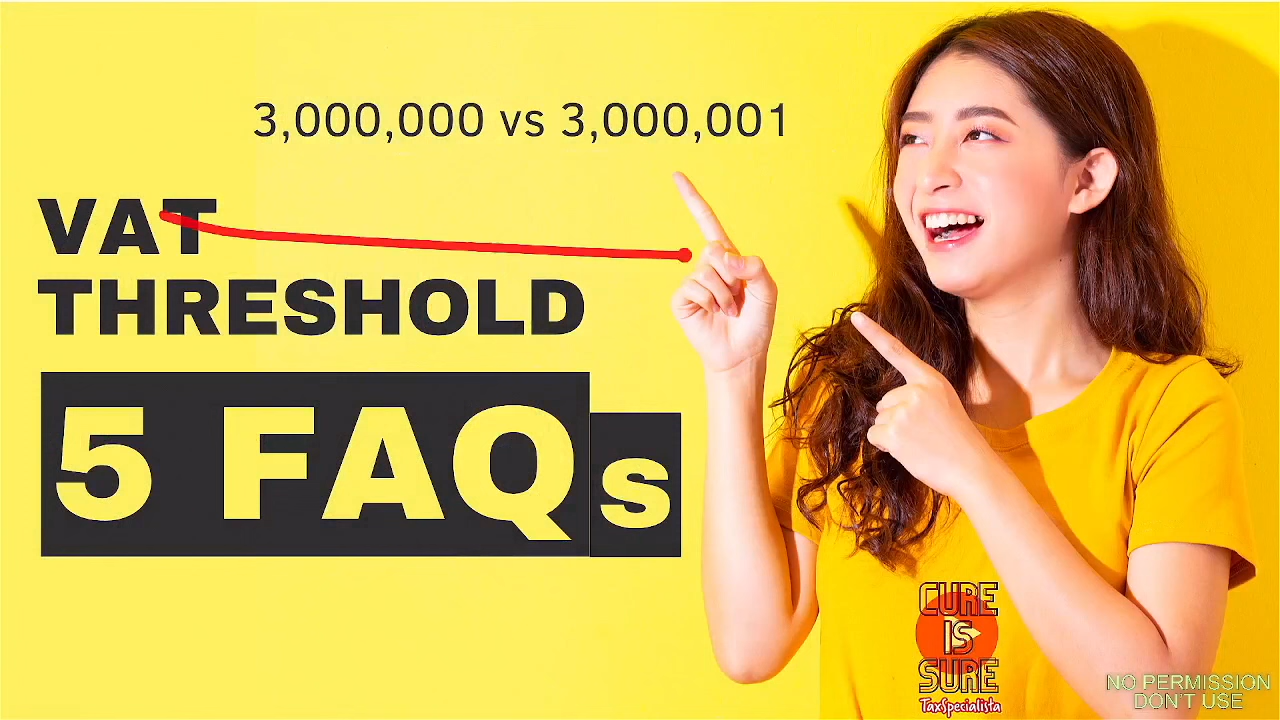 3,000,000 vs 3,000,001
VAT
THRESHOLD
5 FAQs
CURE
IS
SURE
TaxSpecialista
NO PERMISSION
DON'T USE